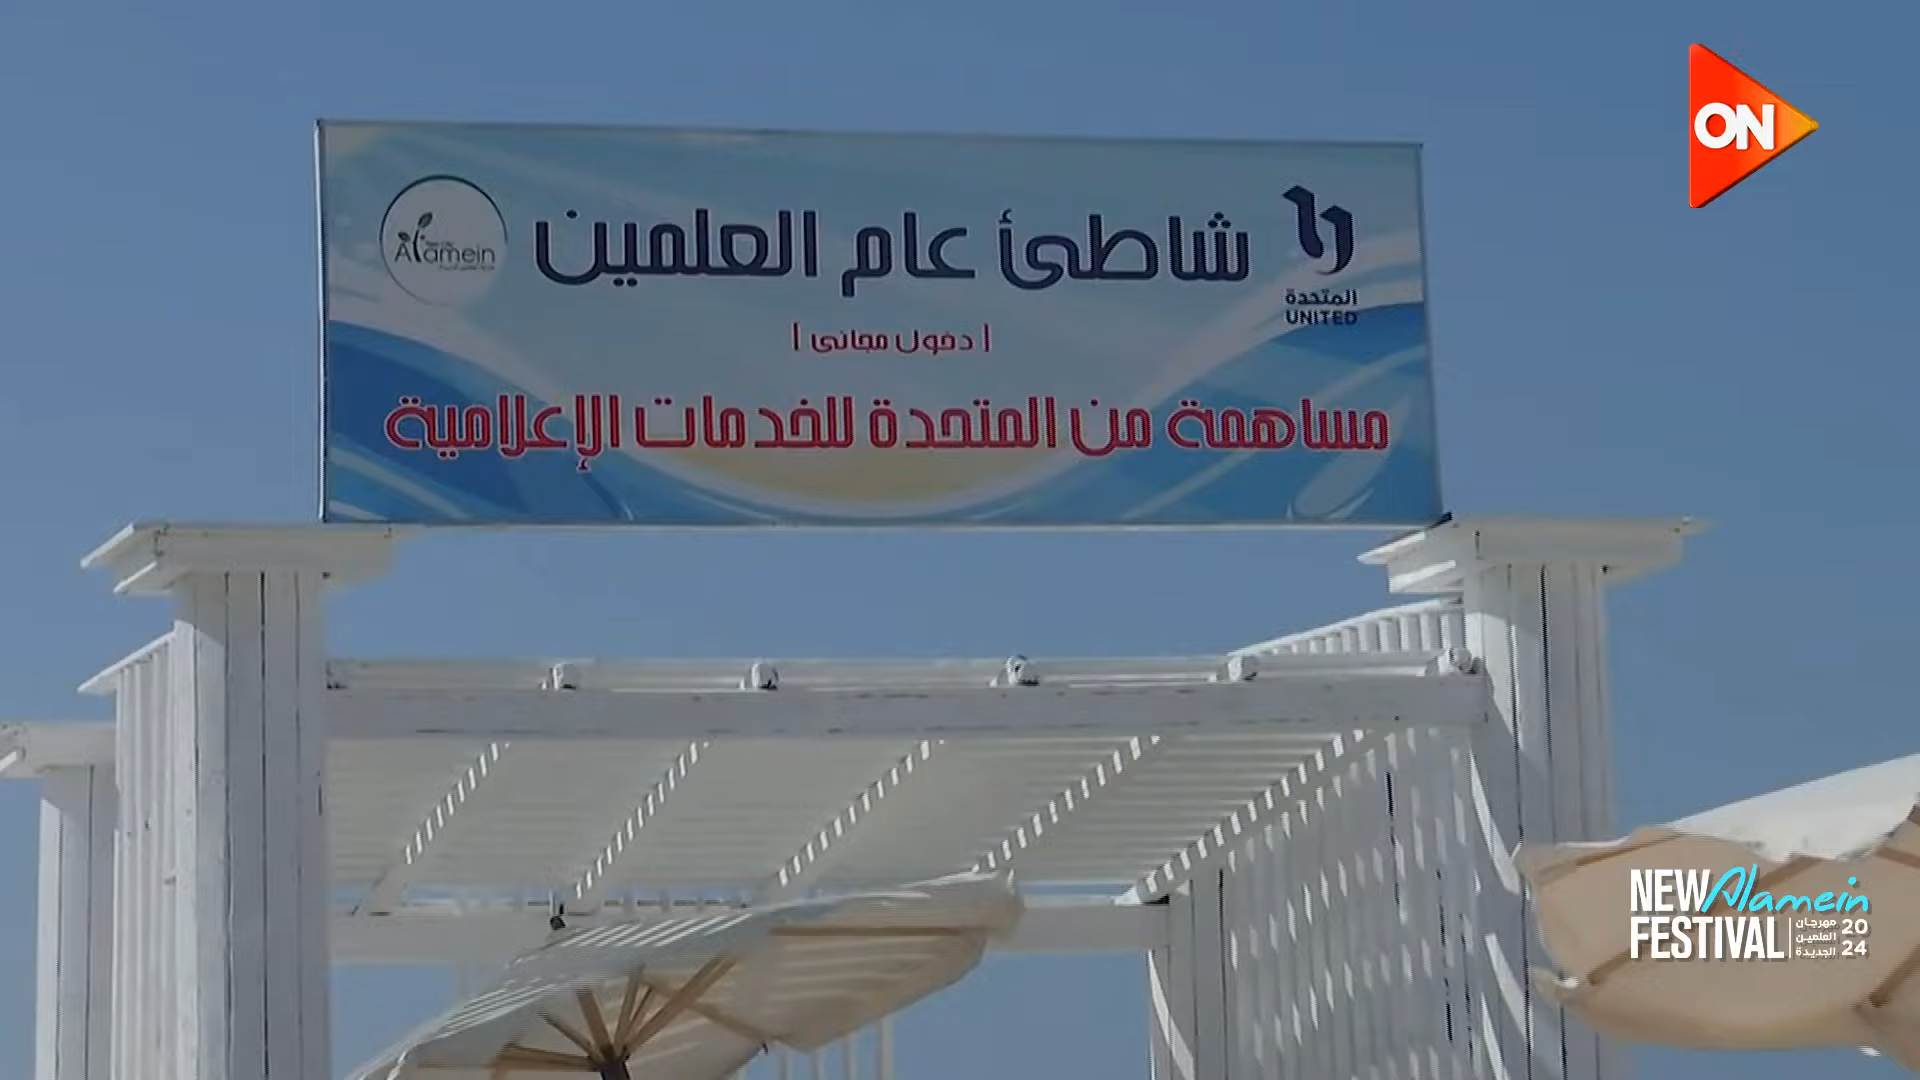 ON
شاطئ عام العلمين
Alamein
المتحدة
UNITED
| دخول مجانى |
مساهمة من المتحدة للخدمات الإعلامية
NEW Alamein
FESTIVAL
مهرجان
العلمين
الجديدة
20
24